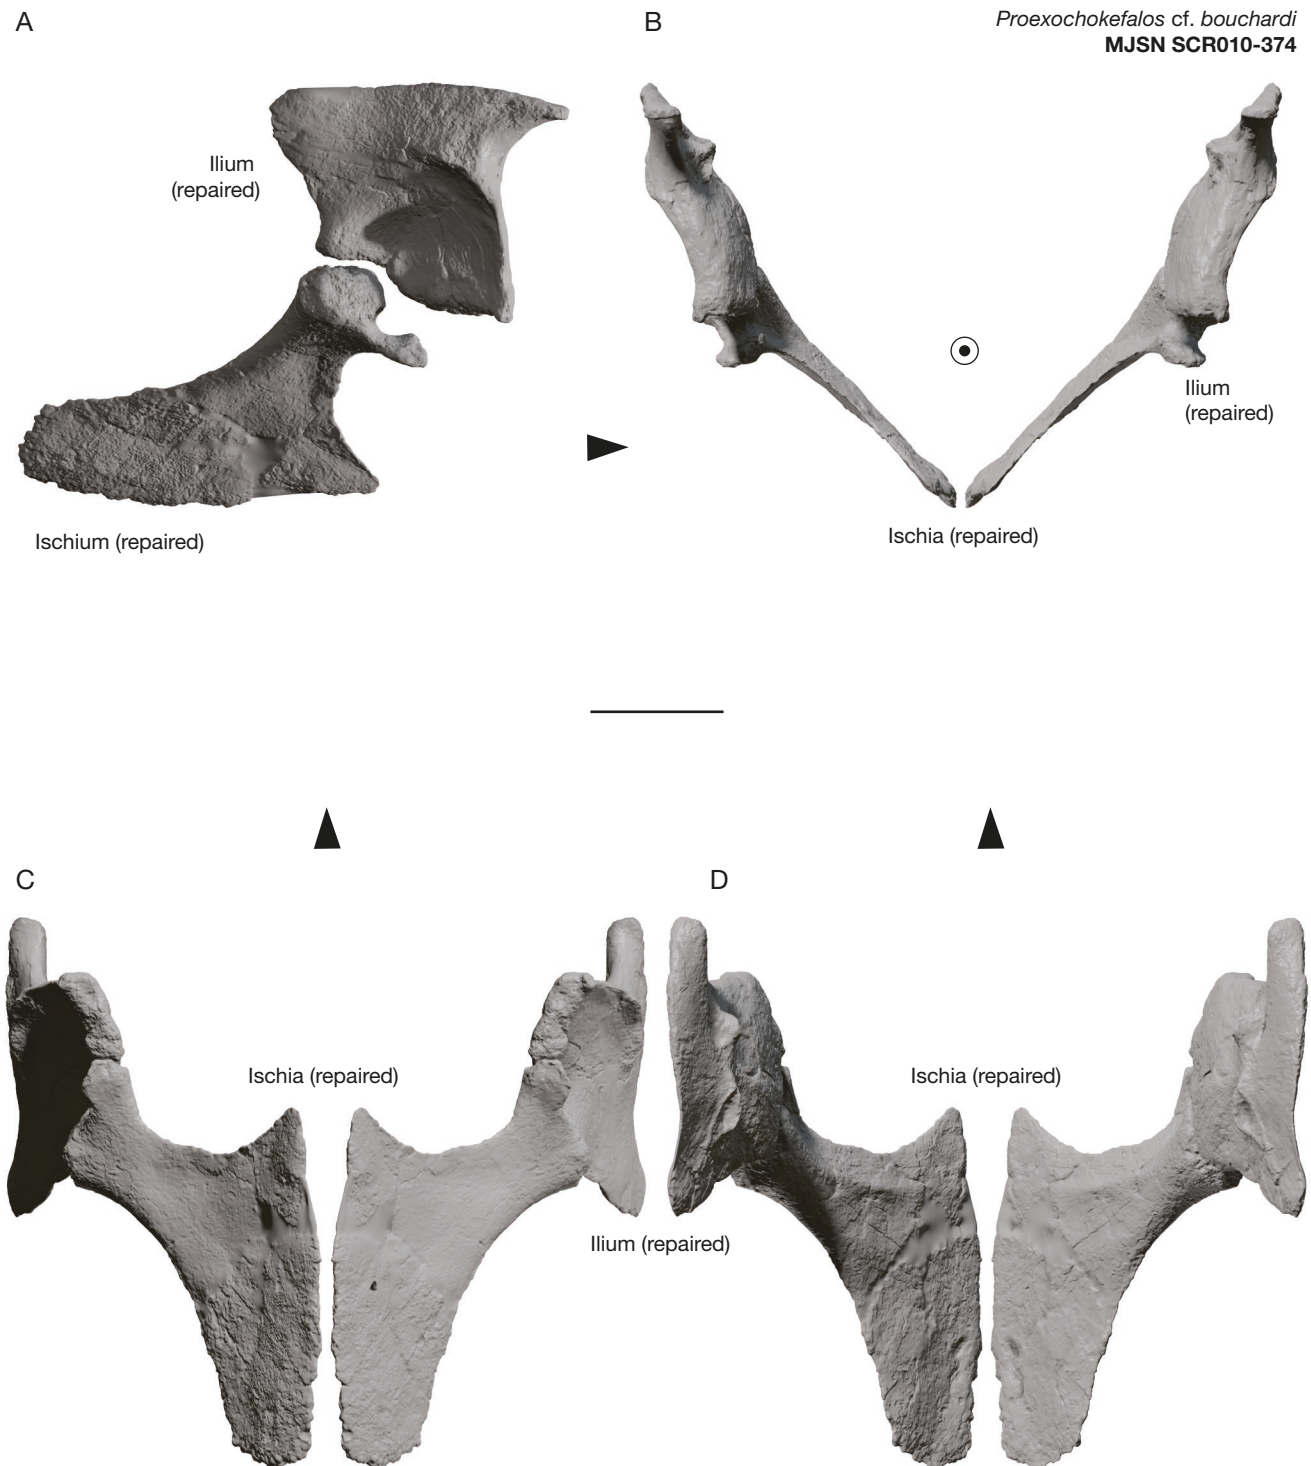 A
B
Proexochokefalos cf. bouchardi
MJSN SCR010-374
Ilium
(repaired)
Ilium
(repaired)
Ischia (repaired)
Ischium (repaired)
C
D
Ischia (repaired)
Ischia (repaired)
Ilium (repaired)